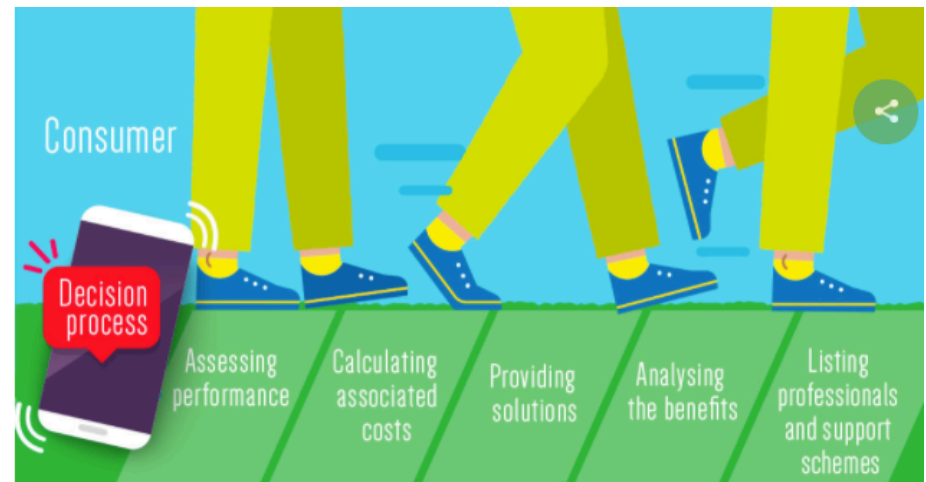 Consumer
Decision
process
Assessing
performance
Calculating
associated
costs
Providing
solutions
Analysing
the benefits
Listing
professionals
and support
schemes